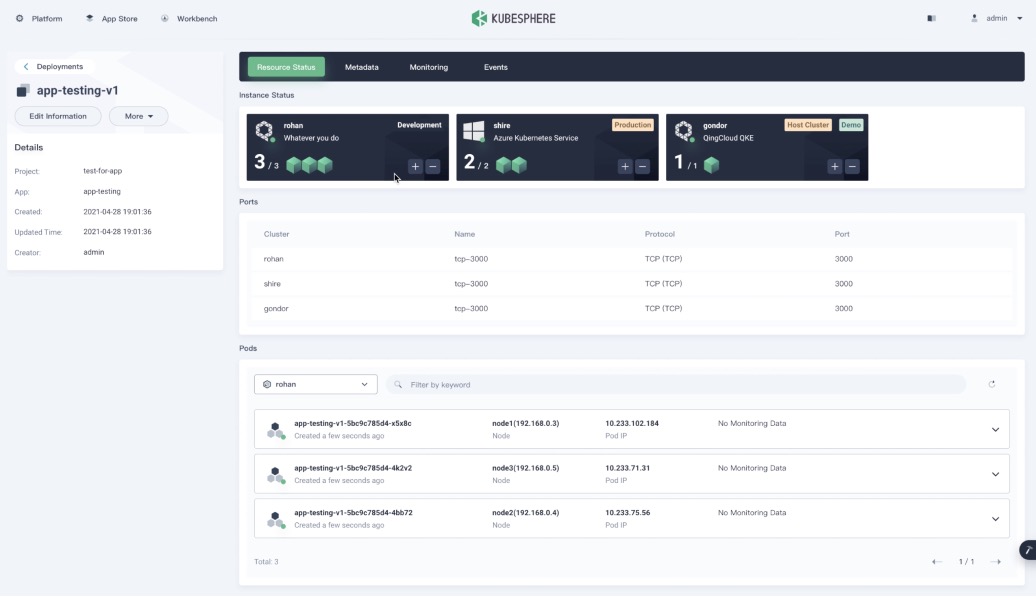 Platform
App Store
Workbench
KUBESPHERE
admin
Deployments
app-testing-v1
Edit Information
More
Details
Project: test-for-app
App: app-testing
Created: 2021-04-28 19:01:36
Updated Time: 2021-04-28 19:01:36
Creator: admin
Resource Status
Metadata
Monitoring
Events
Instance Status
rohan
Development
Whatever you do
3 / 3
+ −
shire
Production
Azure Kubernetes Service
2 / 2
+ −
gondor
Host Cluster
Demo
QingCloud QKE
1 / 1
+ −
Ports
Cluster Name Protocol Port
rohan tcp-3000 TCP (TCP) 3000
shire tcp-3000 TCP (TCP) 3000
gondor tcp-3000 TCP (TCP) 3000
Pods
rohan
Filter by keyword
app-testing-v1-5bc9c785d4-x5x8c node1(192.168.0.3) 10.233.102.184 No Monitoring Data
Created a few seconds ago Node Pod IP
app-testing-v1-5bc9c785d4-4k2v2 node3(192.168.0.5) 10.233.71.31 No Monitoring Data
Created a few seconds ago Node Pod IP
app-testing-v1-5bc9c785d4-4bb72 node2(192.168.0.4) 10.233.75.56 No Monitoring Data
Created a few seconds ago Node Pod IP
Total: 3
1 / 1